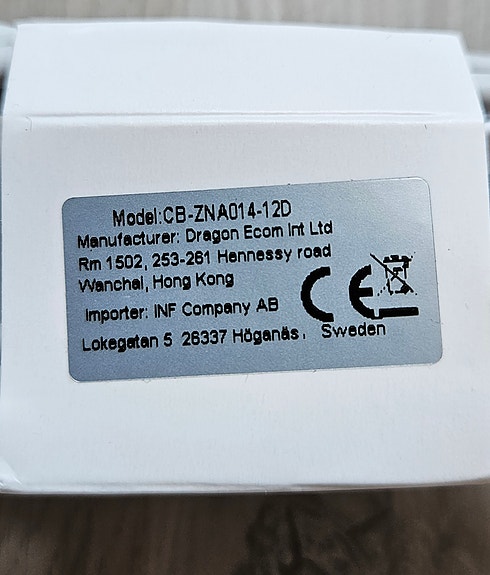 Model:CB-ZNA014-12D
Manufacturer: Dragon Ecom Int Ltd
Rm 1502, 253-261 Hennessy road
Wanchai, Hong Kong
Importer: INF Company AB
Lokegatan 5 26337 Höganäs, Sweden
CE